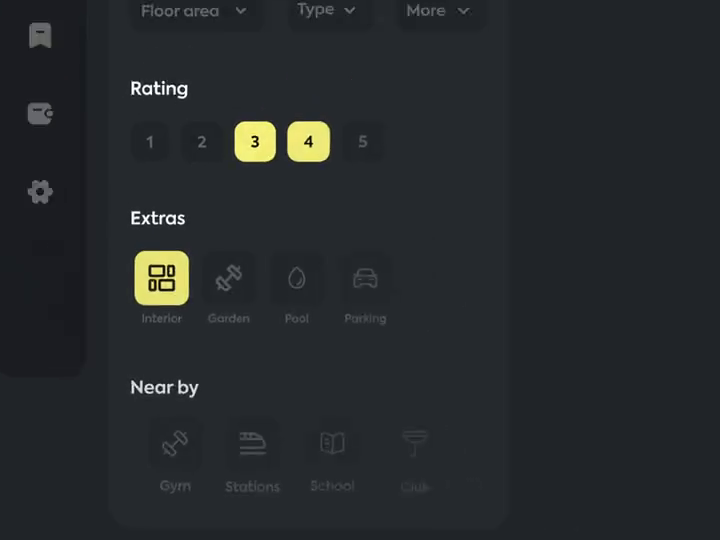 Floor area Type More
Rating
1 2 3 4 5
Extras
Interior Garden Pool Parking
Near by
Gym Stations School Club